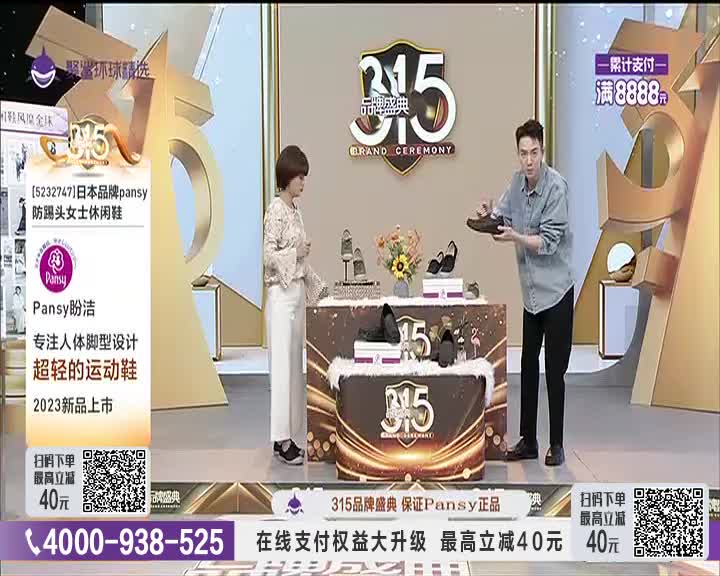 聚鲨环球精选
315
[5232747]日本品牌pansy
防踢头女士休闲鞋
Pansy
Pansy盼洁
专注人体脚型设计
超轻的运动鞋
2023新品上市
扫码下单
最高立减
40元
315
品牌盛典
GRAND CEREMONY
累计支付
满8888元
315
315
315品牌盛典 保证Pansy正品
扫码下单
最高立减
40元
4000-938-525
在线支付权益大升级 最高立减40元